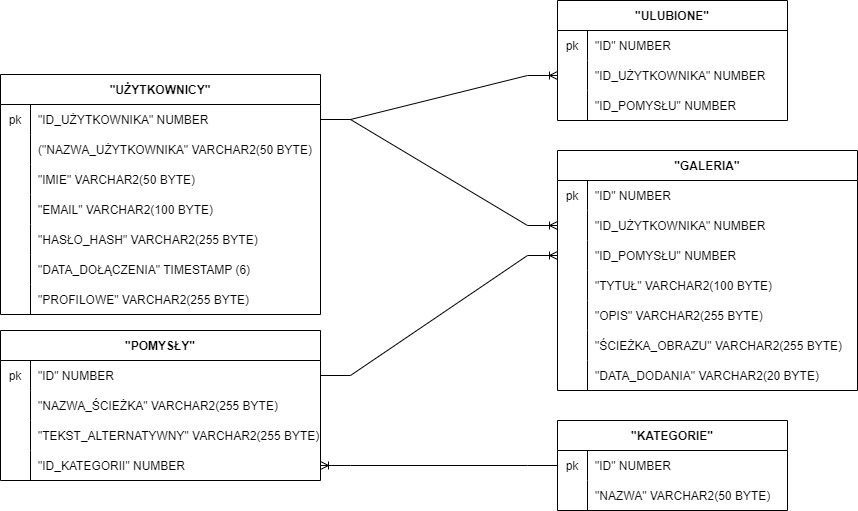 "UŻYTKOWNICY"
pk "ID_UŻYTKOWNIKA" NUMBER
("NAZWA_UŻYTKOWNIKA" VARCHAR2(50 BYTE)
"IMIE" VARCHAR2(50 BYTE)
"EMAIL" VARCHAR2(100 BYTE)
"HASŁO_HASH" VARCHAR2(255 BYTE)
"DATA_DOŁĄCZENIA" TIMESTAMP (6)
"PROFILOWE" VARCHAR2(255 BYTE)
"POMYSŁY"
pk "ID" NUMBER
"NAZWA_ŚCIEŻKA" VARCHAR2(255 BYTE)
"TEKST_ALTERNATYWNY" VARCHAR2(255 BYTE)
"ID_KATEGORII" NUMBER
"ULUBIONE"
pk "ID" NUMBER
"ID_UŻYTKOWNIKA" NUMBER
"ID_POMYSŁU" NUMBER
"GALERIA"
pk "ID" NUMBER
"ID_UŻYTKOWNIKA" NUMBER
"ID_POMYSŁU" NUMBER
"TYTUŁ" VARCHAR2(100 BYTE)
"OPIS" VARCHAR2(255 BYTE)
"ŚCIEŻKA_OBRAZU" VARCHAR2(255 BYTE)
"DATA_DODANIA" VARCHAR2(20 BYTE)
"KATEGORIE"
pk "ID" NUMBER
"NAZWA" VARCHAR2(50 BYTE)